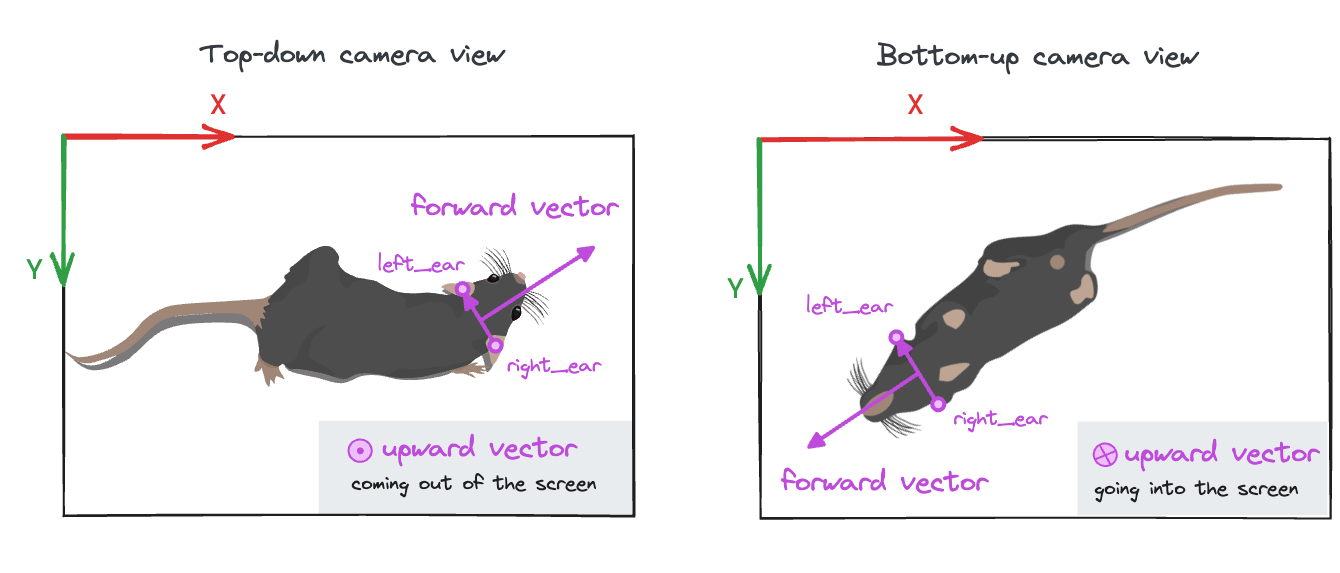 Top-down camera view
X
Y
forward vector
left_ear
right_ear
upward vector
coming out of the screen
Bottom-up camera view
X
Y
left_ear
right_ear
forward vector
upward vector
going into the screen